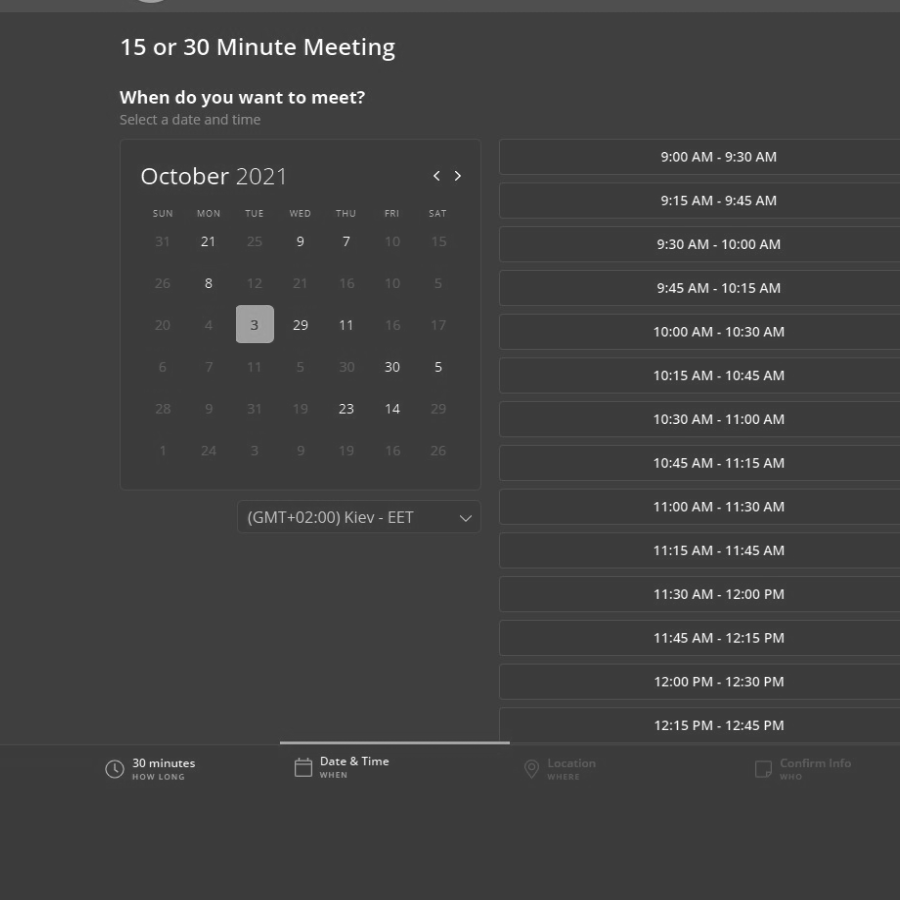 15 or 30 Minute Meeting
When do you want to meet?
Select a date and time
October 2021
SUN MON TUE WED THU FRI SAT
31 21 25 9 7 10 15
26 8 12 21 16 10 5
20 4 3 29 11 16 17
6 7 11 5 30 30 5
28 9 31 19 23 14 29
1 24 3 9 19 16 26
(GMT+02:00) Kiev - EET
9:00 AM - 9:30 AM
9:15 AM - 9:45 AM
9:30 AM - 10:00 AM
9:45 AM - 10:15 AM
10:00 AM - 10:30 AM
10:15 AM - 10:45 AM
10:30 AM - 11:00 AM
10:45 AM - 11:15 AM
11:00 AM - 11:30 AM
11:15 AM - 11:45 AM
11:30 AM - 12:00 PM
11:45 AM - 12:15 PM
12:00 PM - 12:30 PM
12:15 PM - 12:45 PM
30 minutes
HOW LONG
Date & Time
WHEN
Location
WHERE
Confirm Info
WHO